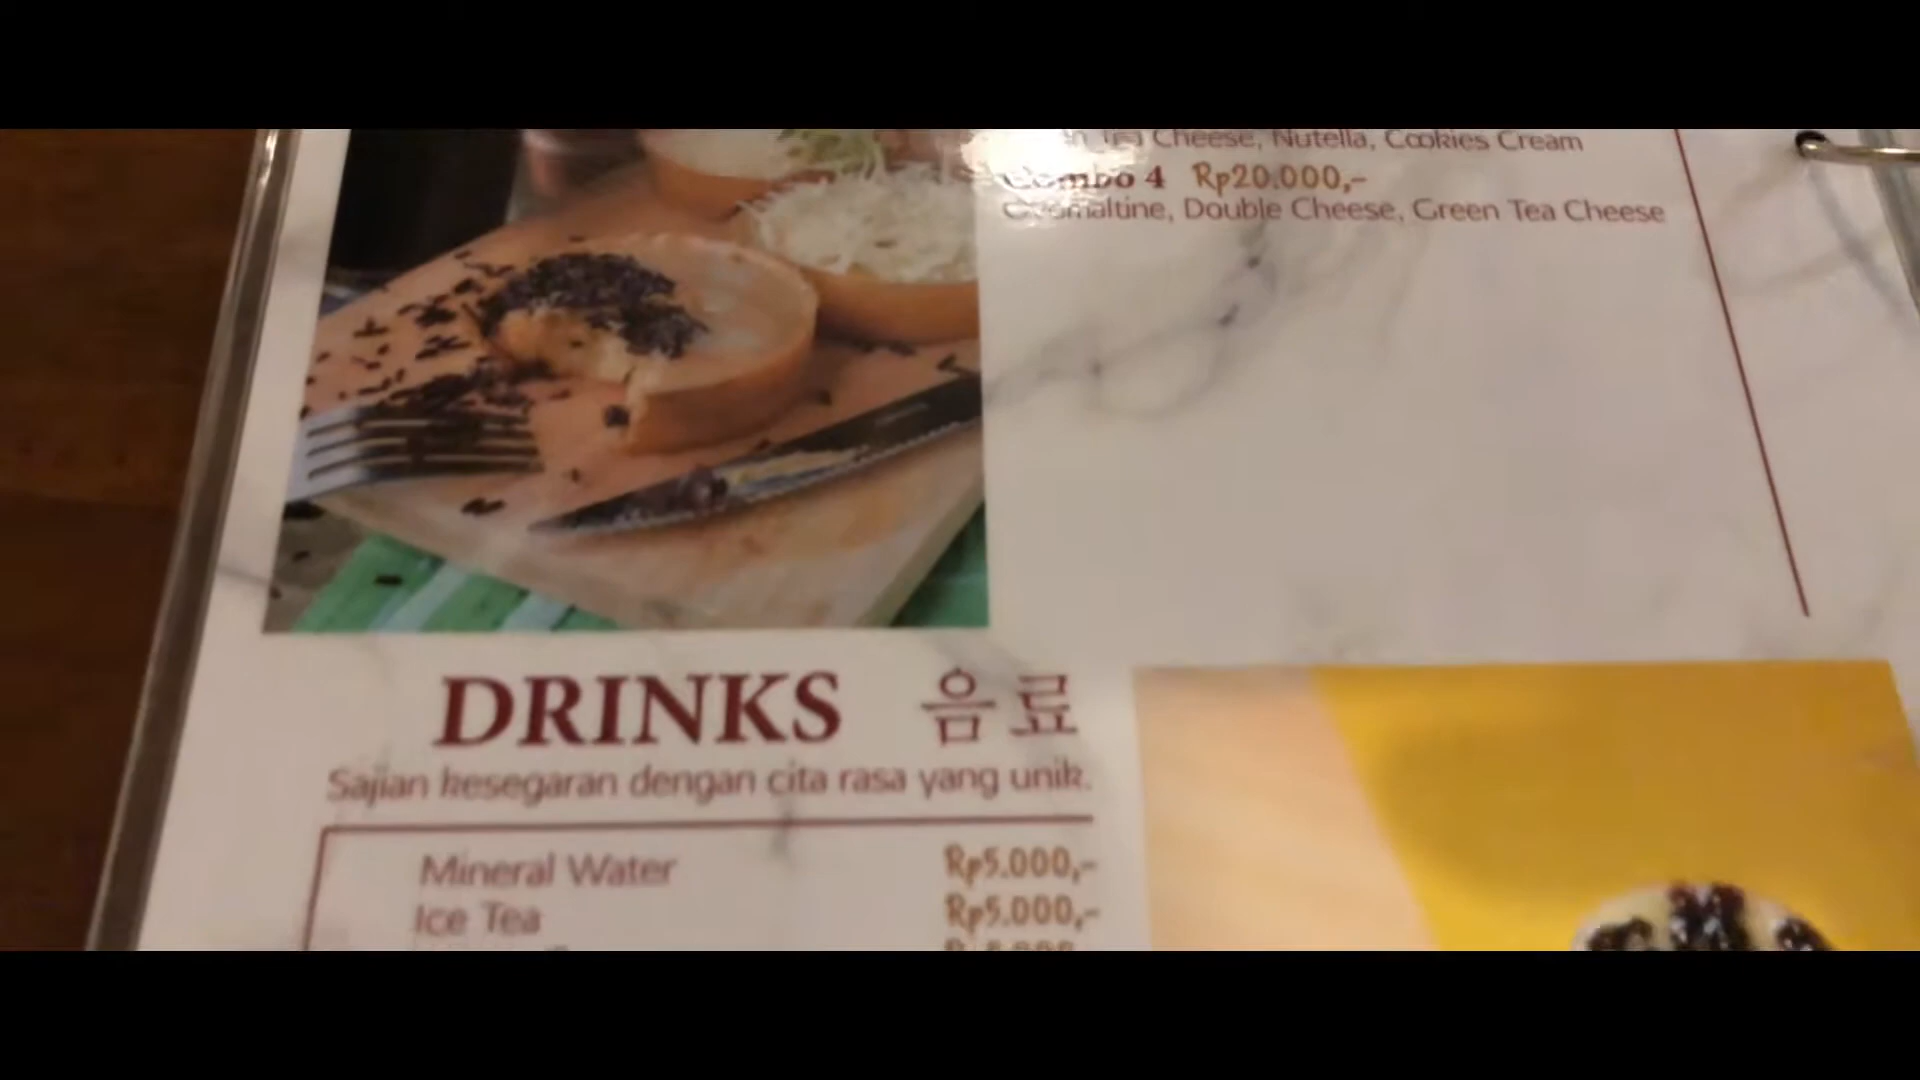 Tea Cheese, Nutella, Cookies Cream
Combo 4 Rp20.000,-
Ovomaltine, Double Cheese, Green Tea Cheese
DRINKS 음료
Sajian kesegaran dengan cita rasa yang unik.
Mineral Water Rp5.000,-
Ice Tea Rp5.000,-